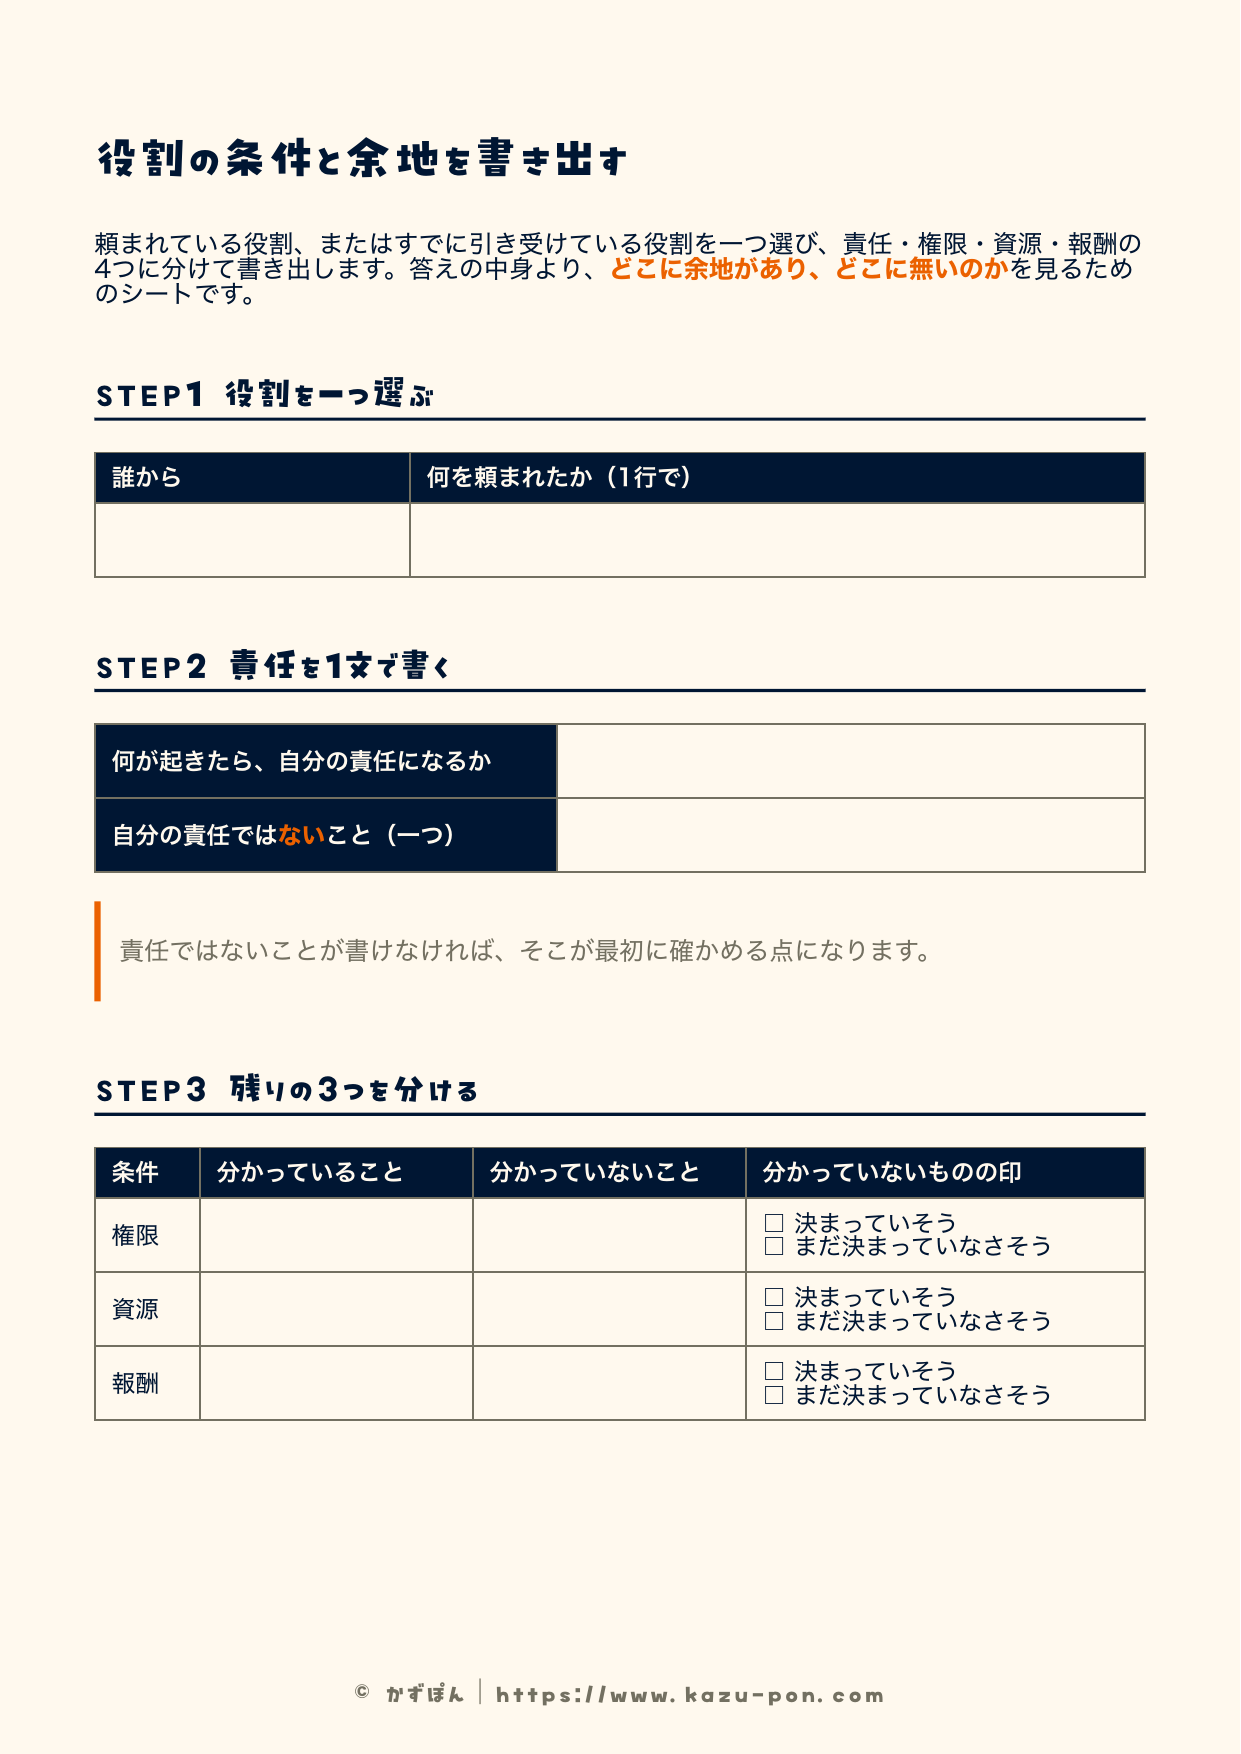 役割の条件と余地を書き出す
頼まれている役割、またはすでに引き受けている役割を一つ選び、責任・権限・資源・報酬の
4つに分けて書き出します。答えの中身より、どこに余地があり、どこに無いのかを見るため
のシートです。
STEP1 役割を一つ選ぶ
誰から 何を頼まれたか（1行で）
STEP2 責任を1文で書く
何が起きたら、自分の責任になるか
自分の責任ではないこと（一つ）
責任ではないことが書けなければ、そこが最初に確かめる点になります。
STEP3 残りの3つを分ける
条件 分かっていること 分かっていないこと 分かっていないものの印
権限
□ 決まっていそう
□ まだ決まっていなさそう
資源
□ 決まっていそう
□ まだ決まっていなさそう
報酬
□ 決まっていそう
□ まだ決まっていなさそう
© かずぽん｜https://www.kazu-pon.com